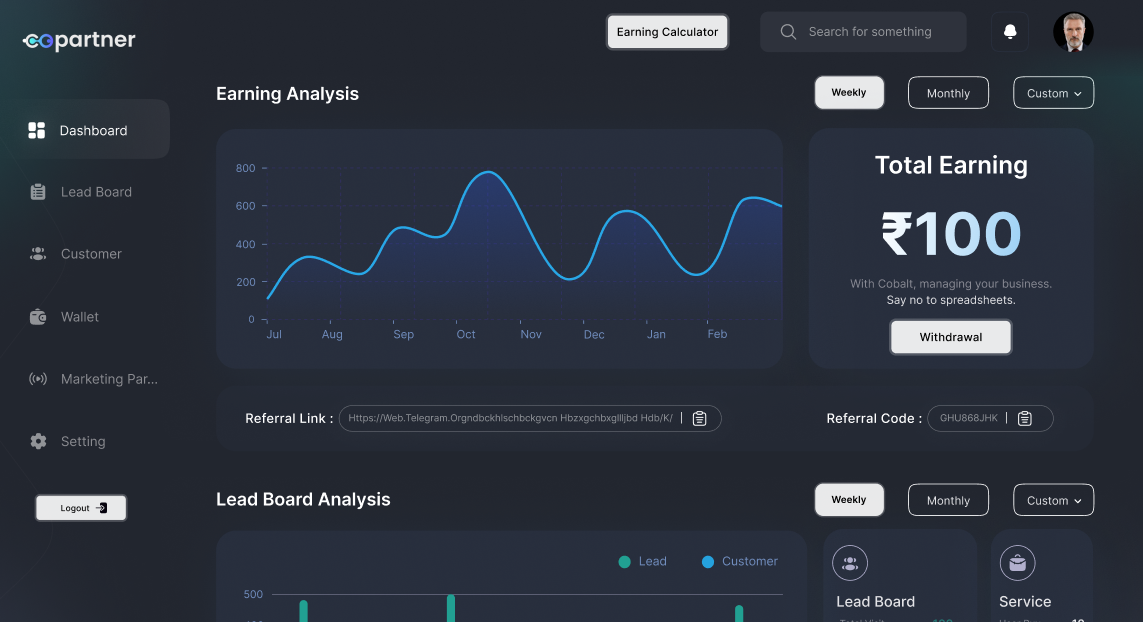 copartner
Earning Calculator
Search for something
Dashboard
Lead Board
Customer
Wallet
Marketing Par...
Setting
Logout
Earning Analysis
Weekly
Monthly
Custom
800
600
400
200
0
Jul Aug Sep Oct Nov Dec Jan Feb
Total Earning
₹100
With Cobalt, managing your business.
Say no to spreadsheets.
Withdrawal
Referral Link :
Https://Web.Telegram.Orgndbckhlschbckgvcn Hbzxgchbxgllljbd Hdb/K/
Referral Code :
GHU868JHK
Lead Board Analysis
Weekly
Monthly
Custom
Lead
Customer
500
Lead Board
Service